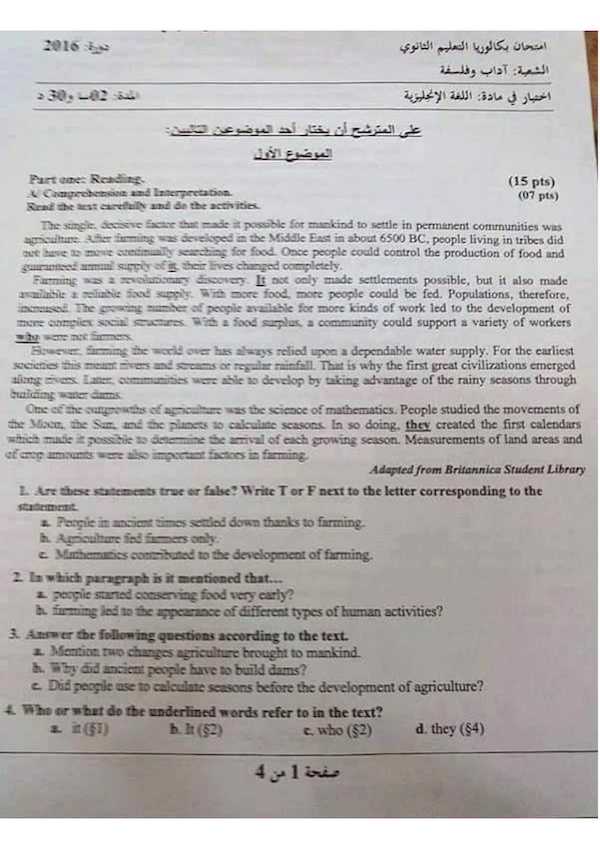 امتحان بكالوريا التعليم الثانوي دورة: 2016
الشعبة: آداب وفلسفة
اختبار في مادة: اللغة الإنجليزية المدة: 02سا و30 د
على المترشح أن يختار أحد الموضوعين التاليين:
الموضوع الأول
Part one: Reading. (15 pts)
A/ Comprehension and Interpretation. (07 pts)
Read the text carefully and do the activities.
The single, decisive factor that made it possible for mankind to settle in permanent communities was
agriculture. After farming was developed in the Middle East in about 6500 BC, people living in tribes did
not have to move continually searching for food. Once people could control the production of food and
guaranteed annual supply of it, their lives changed completely.
Farming was a revolutionary discovery. It not only made settlements possible, but it also made
available a reliable food supply. With more food, more people could be fed. Populations, therefore,
increased. The growing number of people available for more kinds of work led to the development of
more complex social structures. With a food surplus, a community could support a variety of workers
who were not farmers.
However, farming the world over has always relied upon a dependable water supply. For the earliest
societies this meant rivers and streams or regular rainfall. That is why the first great civilizations emerged
along rivers. Later, communities were able to develop by taking advantage of the rainy seasons through
building water dams.
One of the outgrowths of agriculture was the science of mathematics. People studied the movements of
the Moon, the Sun, and the planets to calculate seasons. In so doing, they created the first calendars
which made it possible to determine the arrival of each growing season. Measurements of land areas and
of crop amounts were also important factors in farming.
Adapted from Britannica Student Library
1. Are these statements true or false? Write T or F next to the letter corresponding to the
statement.
a. People in ancient times settled down thanks to farming.
b. Agriculture fed farmers only.
c. Mathematics contributed to the development of farming.
2. In which paragraph is it mentioned that…
a. people started conserving food very early?
b. farming led to the appearance of different types of human activities?
3. Answer the following questions according to the text.
a. Mention two changes agriculture brought to mankind.
b. Why did ancient people have to build dams?
c. Did people use to calculate seasons before the development of agriculture?
4. Who or what do the underlined words refer to in the text?
a. it (§1) b. It (§2) c. who (§2) d. they (§4)
صفحة 1 من 4